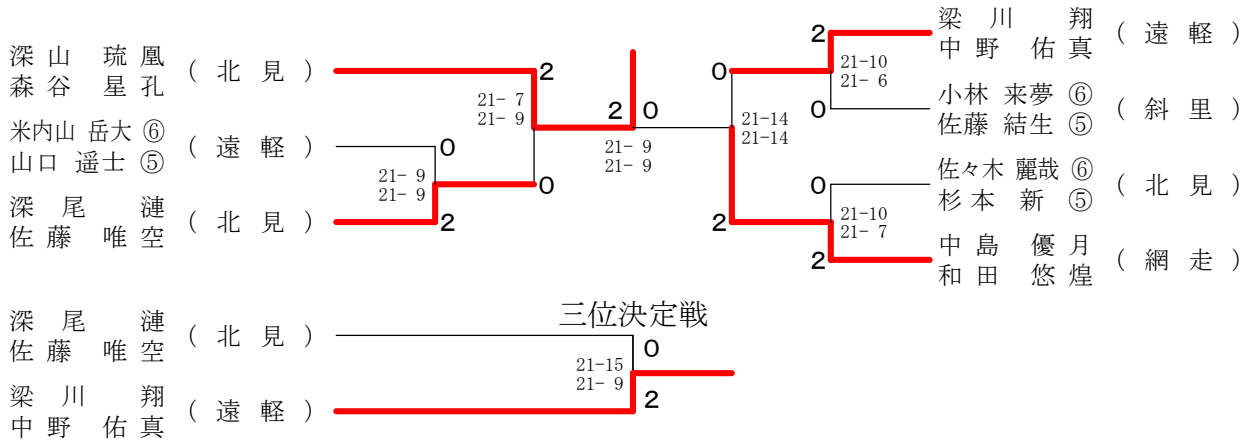 深山 琉凰
森谷 星孔
( 北 見 )
米内山 岳大 ⑥
山口 遥士 ⑤
( 遠 軽 )
深尾 漣
佐藤 唯空
( 北 見 )
2
21- 7
21- 9
0
0
21- 9
21- 9
2
2
0
21- 9
21- 9
0
21-14
21-14
2
2
21-10
21- 6
0
0
21-10
21- 7
2
梁川 翔
中野 佑真
( 遠 軽 )
小林 来夢 ⑥
佐藤 結生 ⑤
( 斜 里 )
佐々木 麗哉 ⑥
杉本 新 ⑤
( 北 見 )
中島 優月
和田 悠煌
( 網 走 )
三位決定戦
深尾 漣
佐藤 唯空
( 北 見 )
梁川 翔
中野 佑真
( 遠 軽 )
0
21-15
21- 9
2